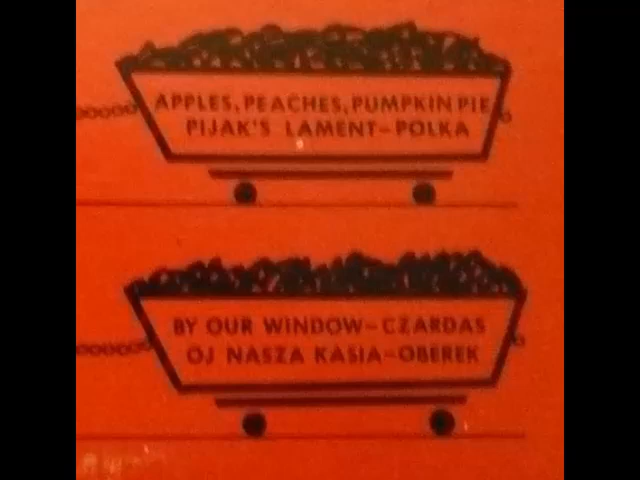 APPLES, PEACHES, PUMPKIN PIE
PIJAK'S LAMENT-POLKA
BY OUR WINDOW-CZARDAS
OJ NASZA KASIA-OBEREK